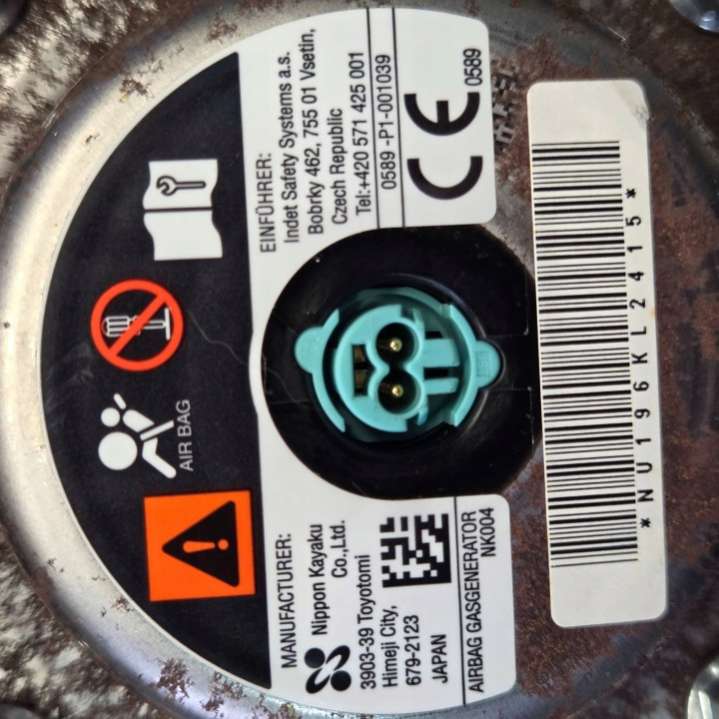 AIR BAG
MANUFACTURER:
Nippon Kayaku
Co.,Ltd.
3903-39 Toyotomi
Himeji City,
679-2123
JAPAN
AIRBAG GASGENERATOR
NK004
EINFÜHRER:
Indet Safety Systems a.s.
Bobrky 462, 755 01 Vsetin,
Czech Republic
Tel:+420 571 425 001
0589 -P1-001039
CE 0589
*NU196KL2415*